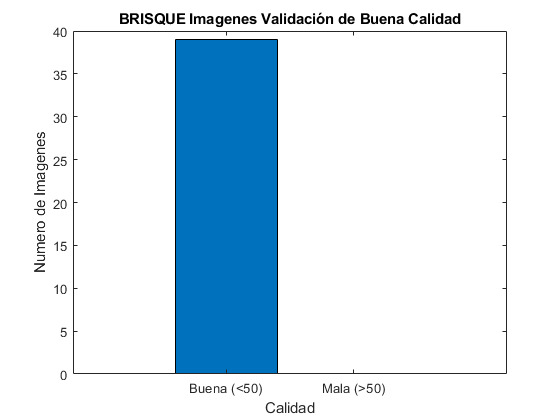 BRISQUE Imagenes Validación de Buena Calidad
40
35
30
25
20
15
10
5
0
Numero de Imagenes
Buena (<50) Mala (>50)
Calidad